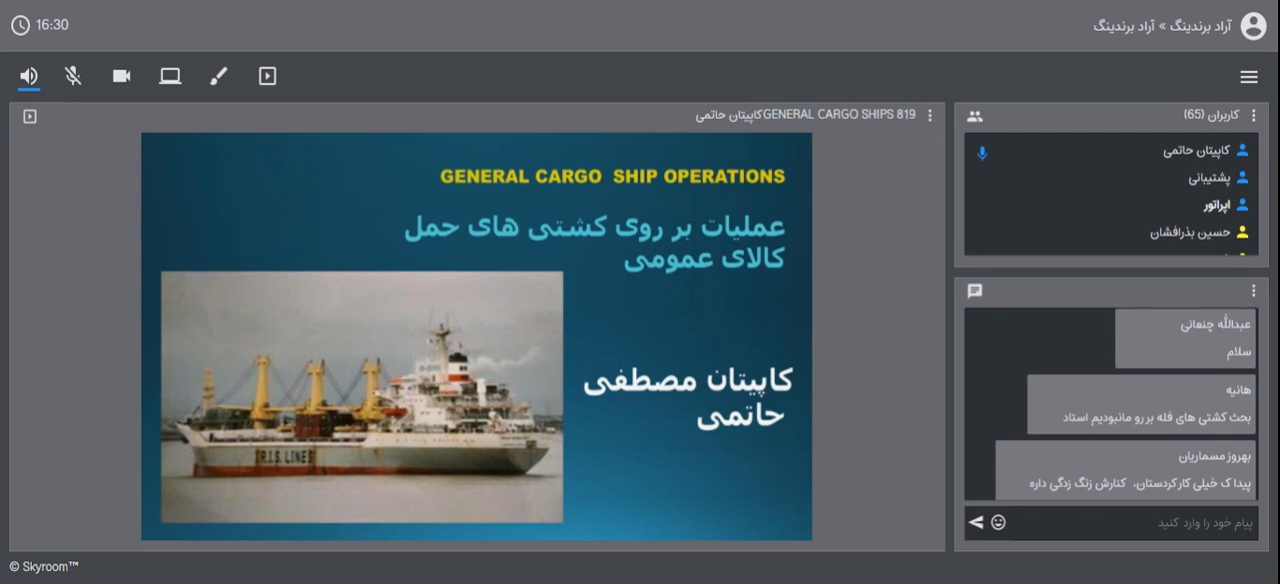 16:30
آراد برندینگ » آراد برندینگ
GENERAL CARGO SHIPS 819کاپیتان حاتمی
GENERAL CARGO SHIP OPERATIONS
عملیات بر روی کشتی های حمل
کالای عمومی
کاپیتان مصطفی
حاتمی
I.R.I.S. LINES
کاربران (65)
کاپیتان حاتمی
پشتیبانی
اپراتور
حسین بذرافشان
عبدالله چنعانی
سلام
هانیه
بحث کشتی های فله بر رو مانبودیم استاد
بهروز مسماریان
پیدا ک خیلی کار کردستان، کنارش زنگ زدگی داره
پیام خود را وارد کنید
© Skyroom™